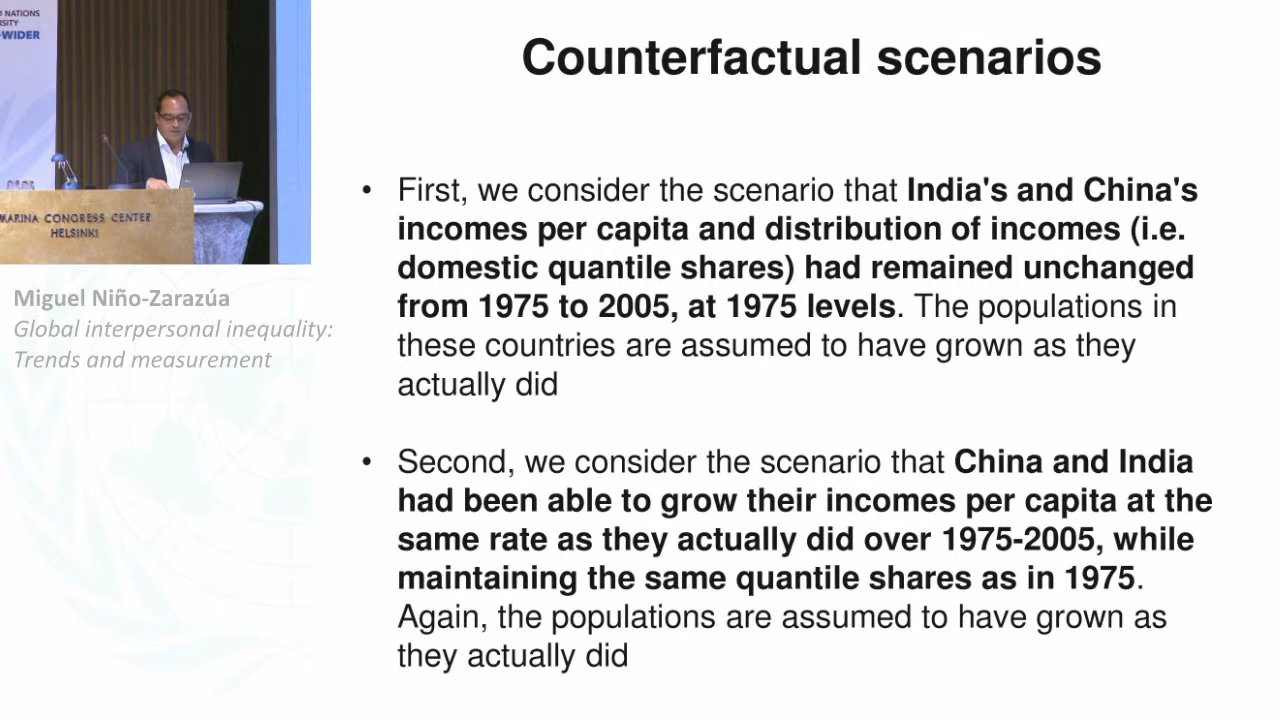 D NATIONS
RSITY
-WIDER
MARINA CONGRESS CENTER
HELSINKI
Miguel Niño-Zarazúa
Global interpersonal inequality:
Trends and measurement
Counterfactual scenarios
• First, we consider the scenario that India's and China's
incomes per capita and distribution of incomes (i.e.
domestic quantile shares) had remained unchanged
from 1975 to 2005, at 1975 levels. The populations in
these countries are assumed to have grown as they
actually did
• Second, we consider the scenario that China and India
had been able to grow their incomes per capita at the
same rate as they actually did over 1975-2005, while
maintaining the same quantile shares as in 1975.
Again, the populations are assumed to have grown as
they actually did